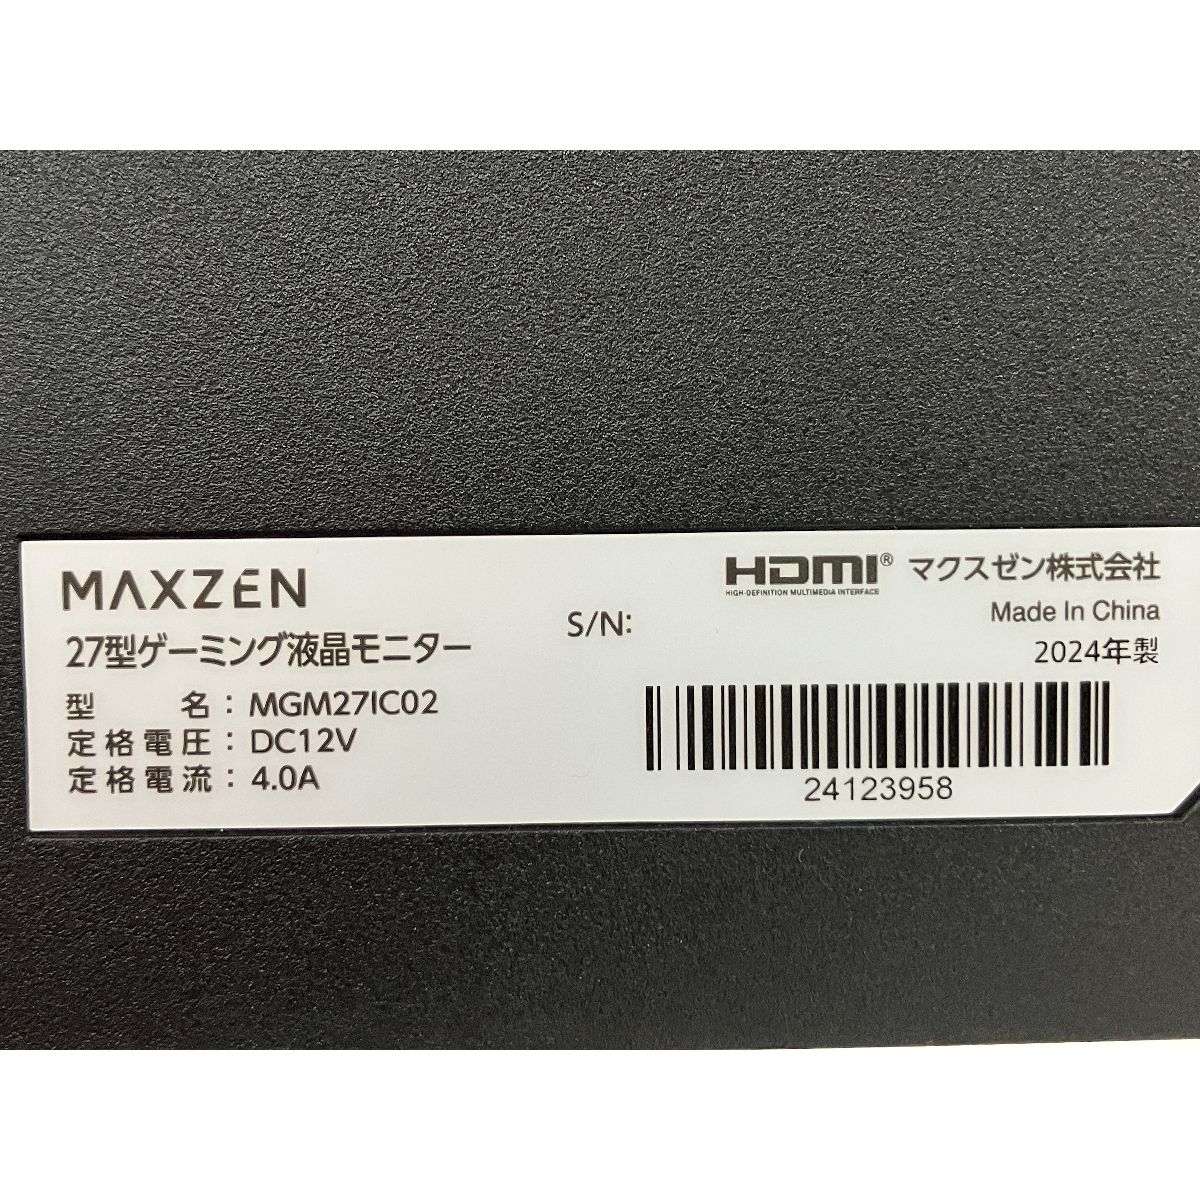 MAXZEN
27型ゲーミング液晶モニター
型名：MGM27IC02
定格電圧：DC12V
定格電流：4.0A
S/N:
HDMI®
HIGH-DEFINITION MULTIMEDIA INTERFACE
マクスゼン株式会社
Made In China
2024年製
24123958